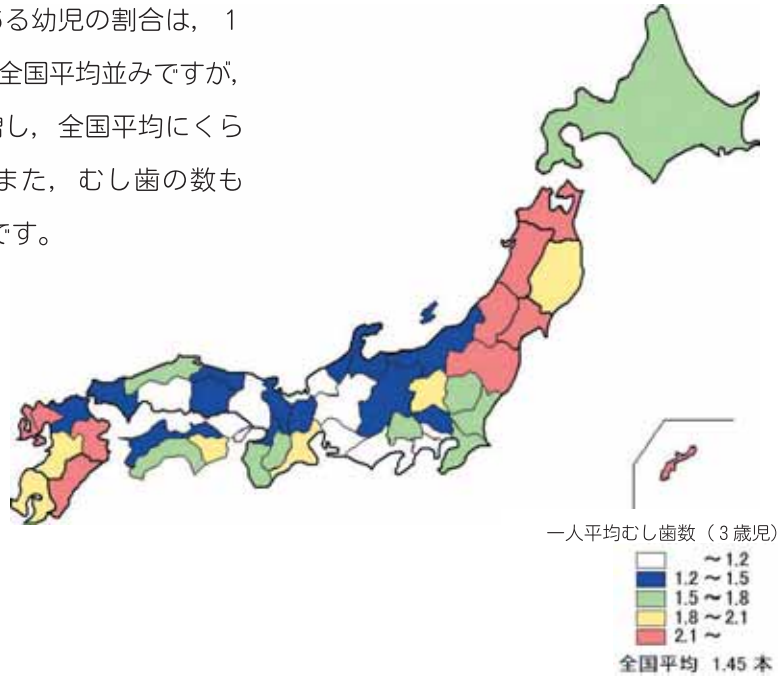 る幼児の割合は， 1
全国平均並みですが，
し， 全国平均にくら
また， むし歯の数も
です。
一人平均むし歯数（３歳児）
～1.2
1.2～1.5
1.5～1.8
1.8～2.1
2.1～
全国平均 1.45 本